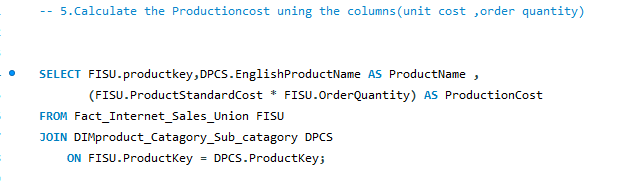 -- 5.Calculate the Productioncost uning the columns(unit cost ,order quantity)
SELECT FISU.productkey,DPCS.EnglishProductName AS ProductName ,
(FISU.ProductStandardCost * FISU.OrderQuantity) AS ProductionCost
FROM Fact_Internet_Sales_Union FISU
JOIN DIMproduct_Catagory_Sub_catagory DPCS
ON FISU.ProductKey = DPCS.ProductKey;